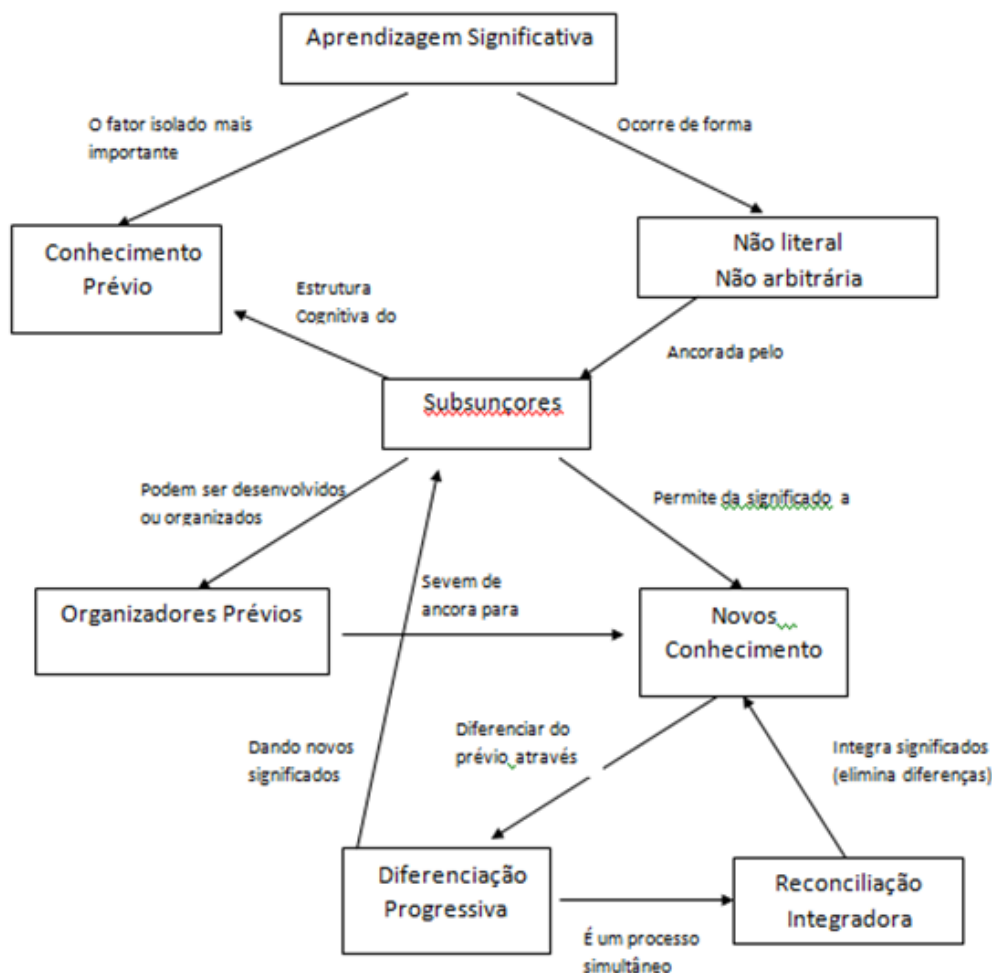 Aprendizagem Significativa
O fator isolado mais
importante
Ocorre de forma
Conhecimento
Prévio
Não literal
Não arbitrária
Estrutura
Cognitiva do
Ancorada pelo
Subsunçores
Podem ser desenvolvidos
ou organizados
Permite da significado a
Organizadores Prévios
Sevem de
ancora para
Novos
Conhecimento
Dando novos
significados
Diferenciar do
prévio através
Integra significados
(elimina diferenças)
Diferenciação
Progressiva
Reconciliação
Integradora
É um processo
simultâneo